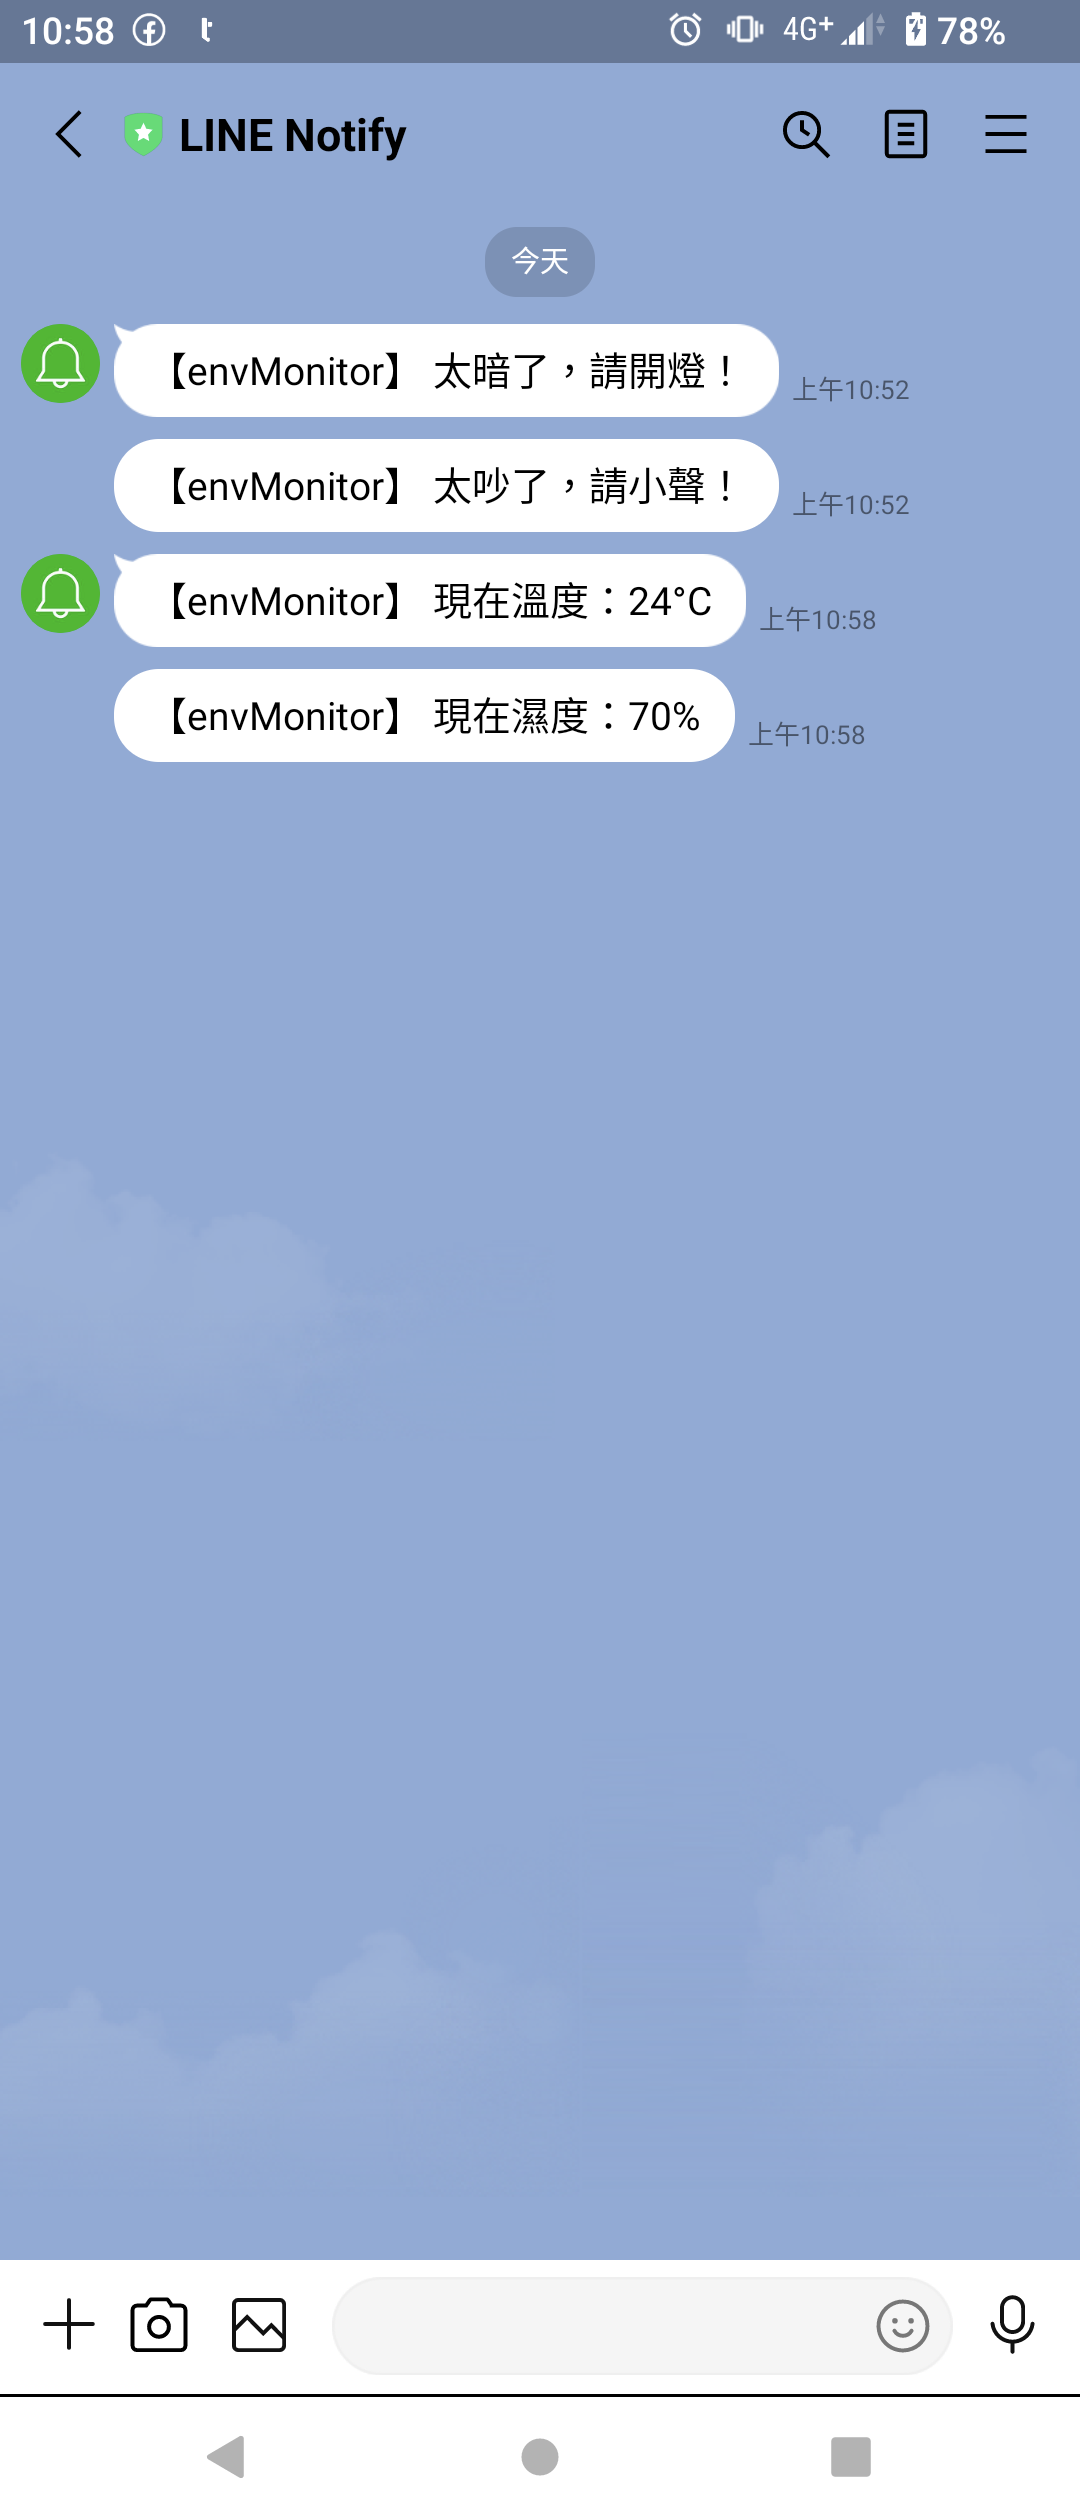 10:58 4G+ 78%
LINE Notify
今天
【envMonitor】 太暗了，請開燈！
上午10:52
【envMonitor】 太吵了，請小聲！
上午10:52
【envMonitor】 現在溫度：24°C
上午10:58
【envMonitor】 現在濕度：70%
上午10:58